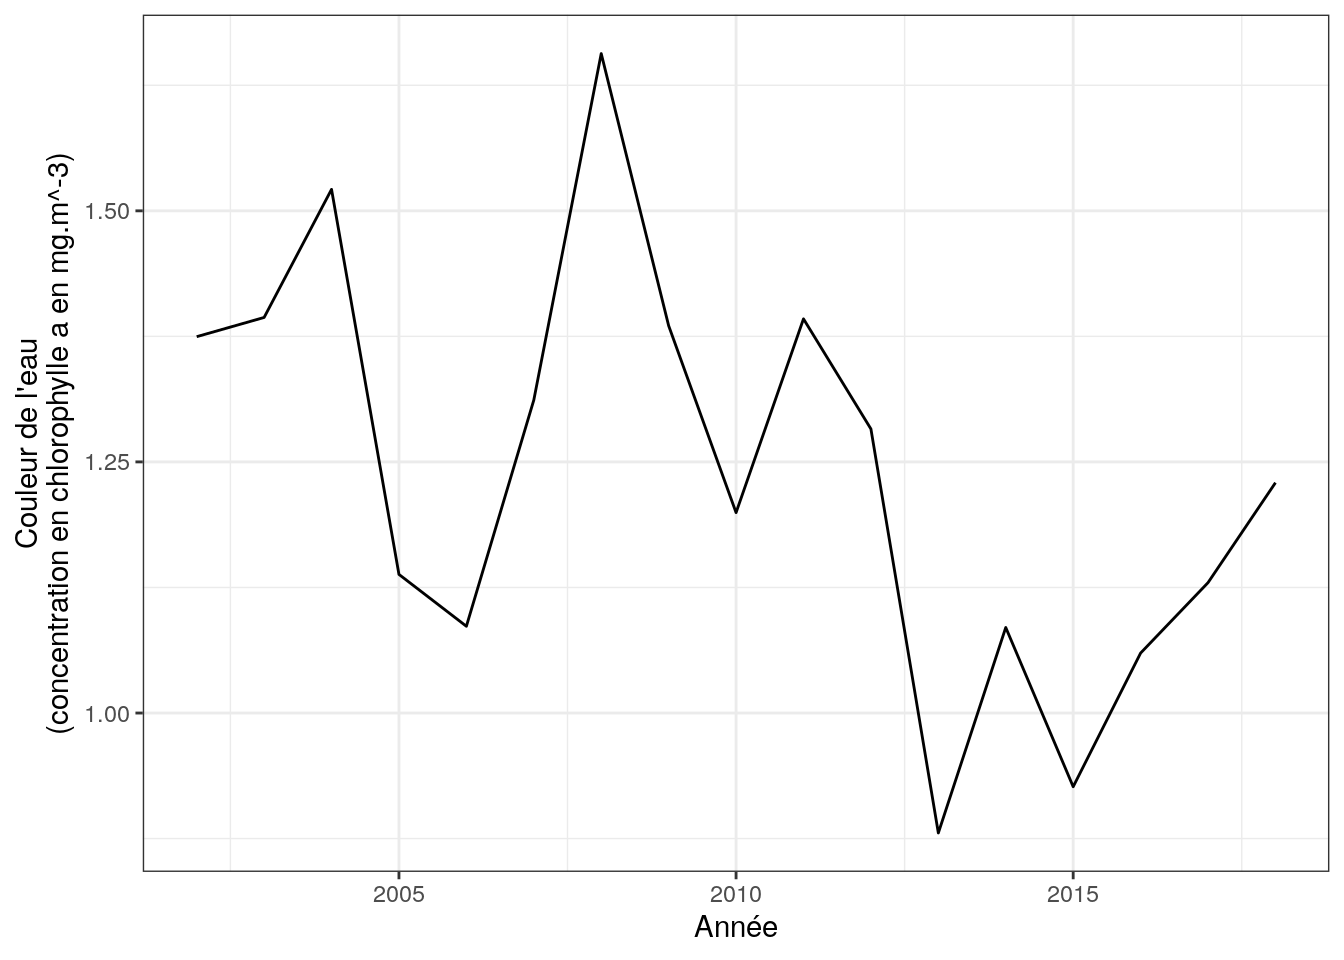 Couleur de l'eau
(concentration en chlorophylle a en mg.m^-3)
1.50
1.25
1.00
2005
2010
2015
Année